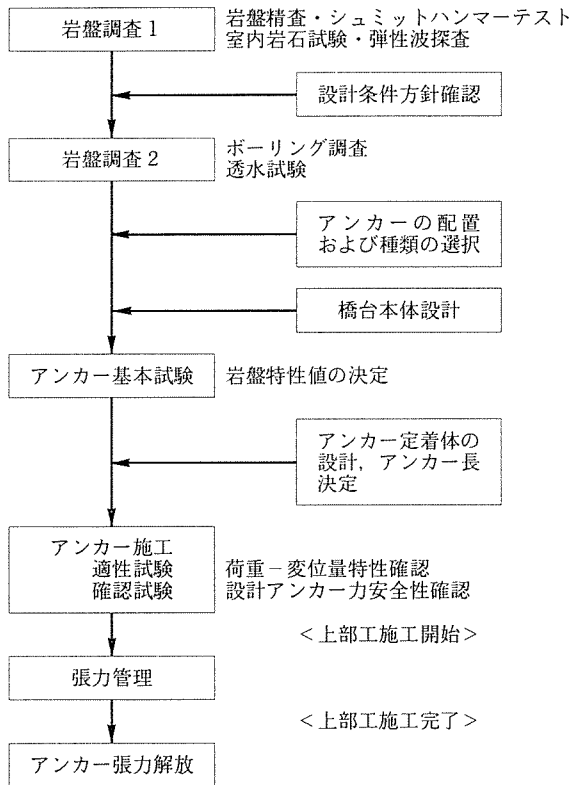 岩盤調査1
岩盤精査・シュミットハンマーテスト
室内岩石試験・弾性波探査
設計条件方針確認
岩盤調査2
ボーリング調査
透水試験
アンカーの配置
および種類の選択
橋台本体設計
アンカー基本試験
岩盤特性値の決定
アンカー定着体の
設計，アンカー長
決定
アンカー施工
適性試験
確認試験
荷重－変位量特性確認
設計アンカー力安全性確認
＜上部工施工開始＞
張力管理
＜上部工施工完了＞
アンカー張力解放